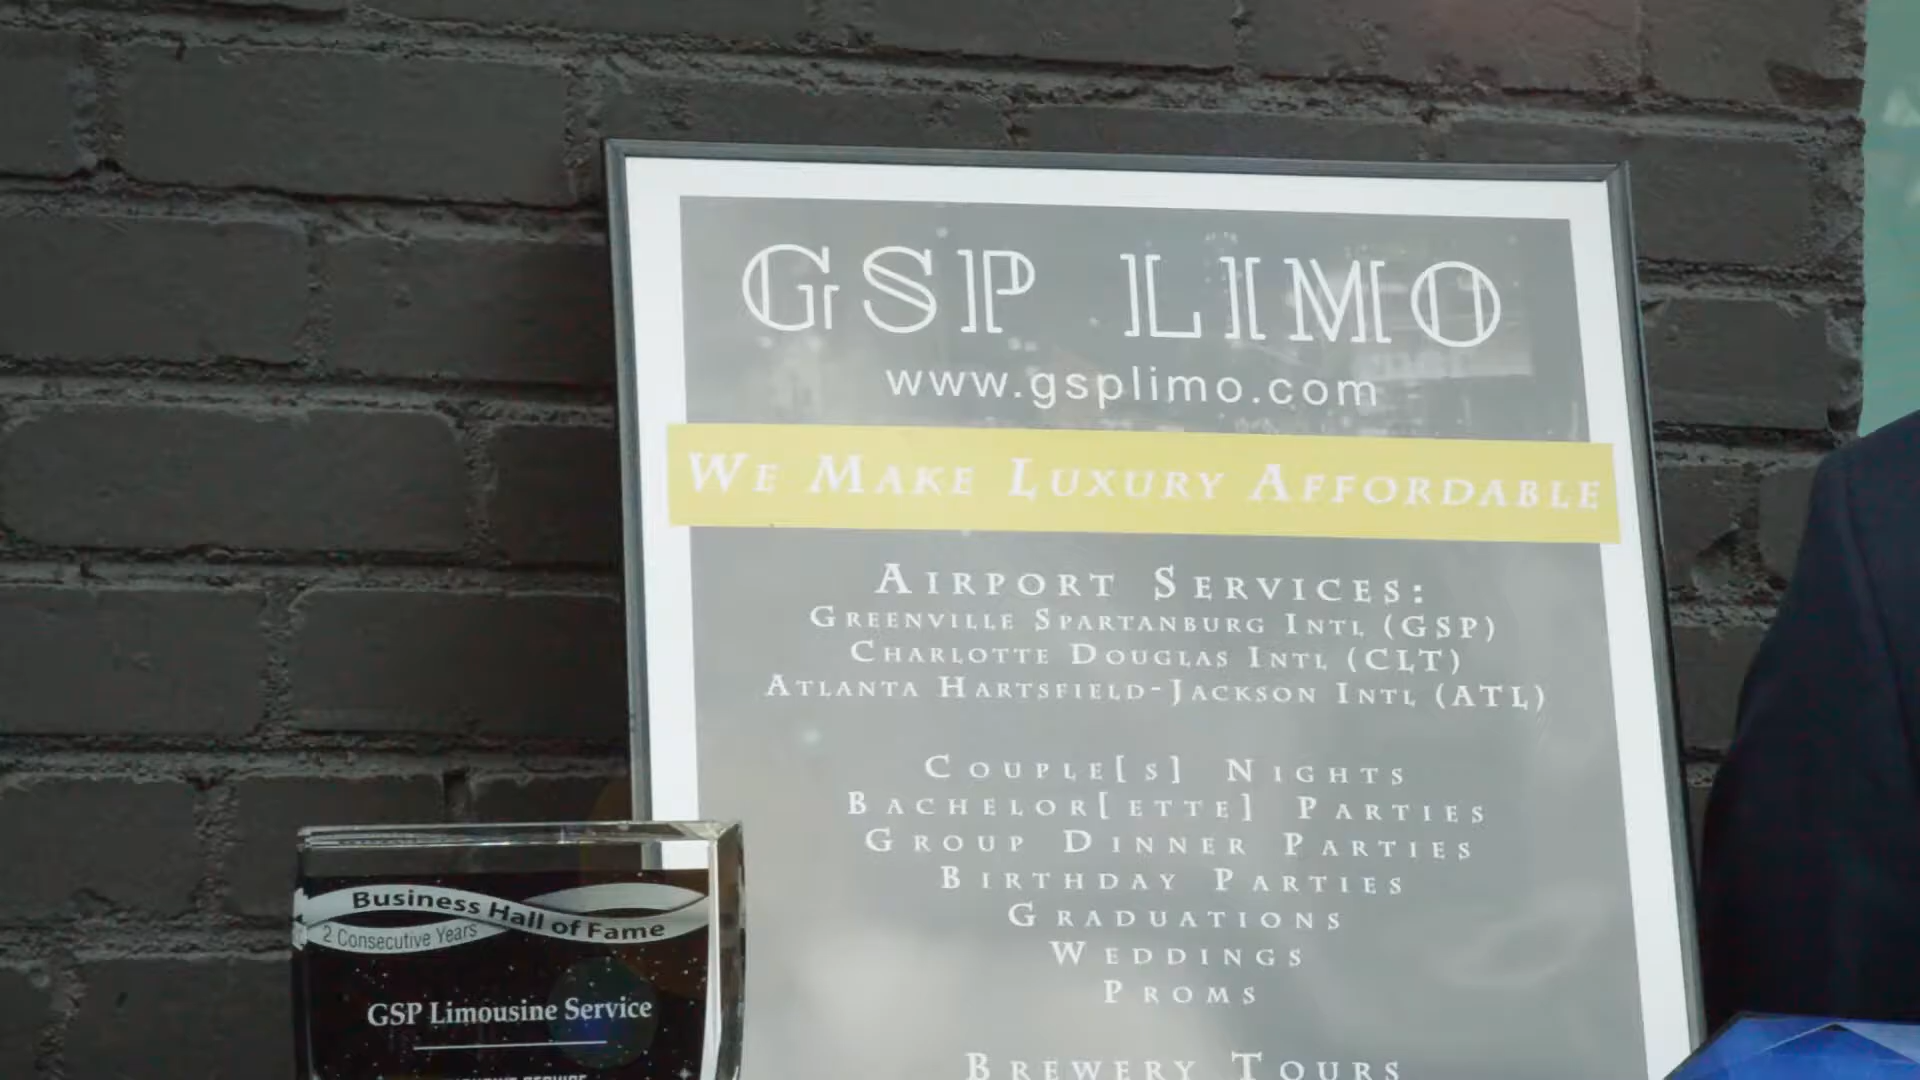 GSP LIMO
www.gsplimo.com
WE MAKE LUXURY AFFORDABLE
AIRPORT SERVICES:
GREENVILLE SPARTANBURG INTL (GSP)
CHARLOTTE DOUGLAS INTL (CLT)
ATLANTA HARTSFIELD-JACKSON INTL (ATL)
COUPLE[S] NIGHTS
BACHELOR[ETTE] PARTIES
GROUP DINNER PARTIES
BIRTHDAY PARTIES
GRADUATIONS
WEDDINGS
PROMS
BREWERY TOURS
Business Hall of Fame
2 Consecutive Years
GSP Limousine Service